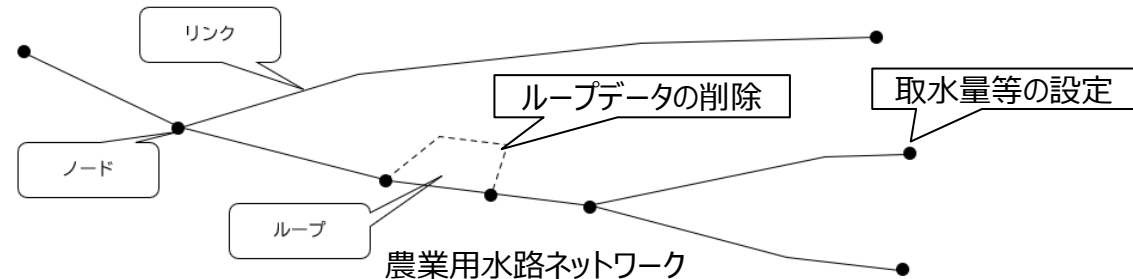 リンク
ループデータの削除
取水量等の設定
ノード
ループ
農業用水路ネットワーク